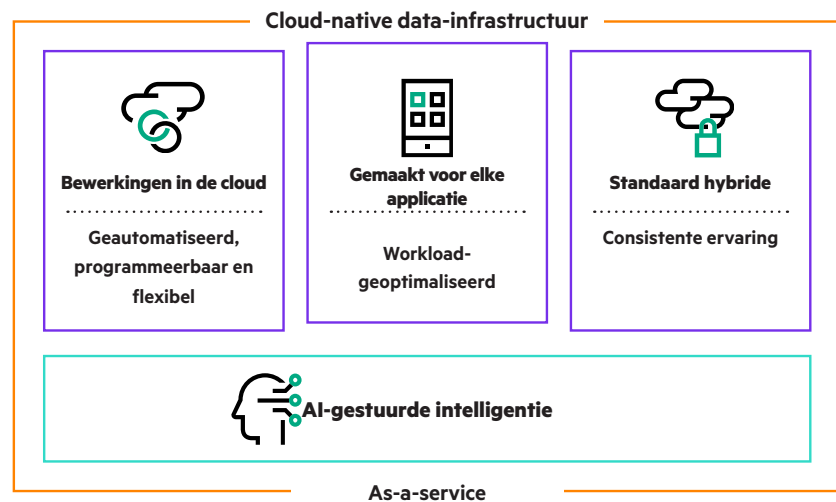 Cloud-native data-infrastructuur
Bewerkingen in de cloud
Geautomatiseerd,
programmeerbaar en
flexibel
Gemaakt voor elke
applicatie
Workload-
geoptimaliseerd
Standaard hybride
Consistente ervaring
AI-gestuurde intelligentie
As-a-service